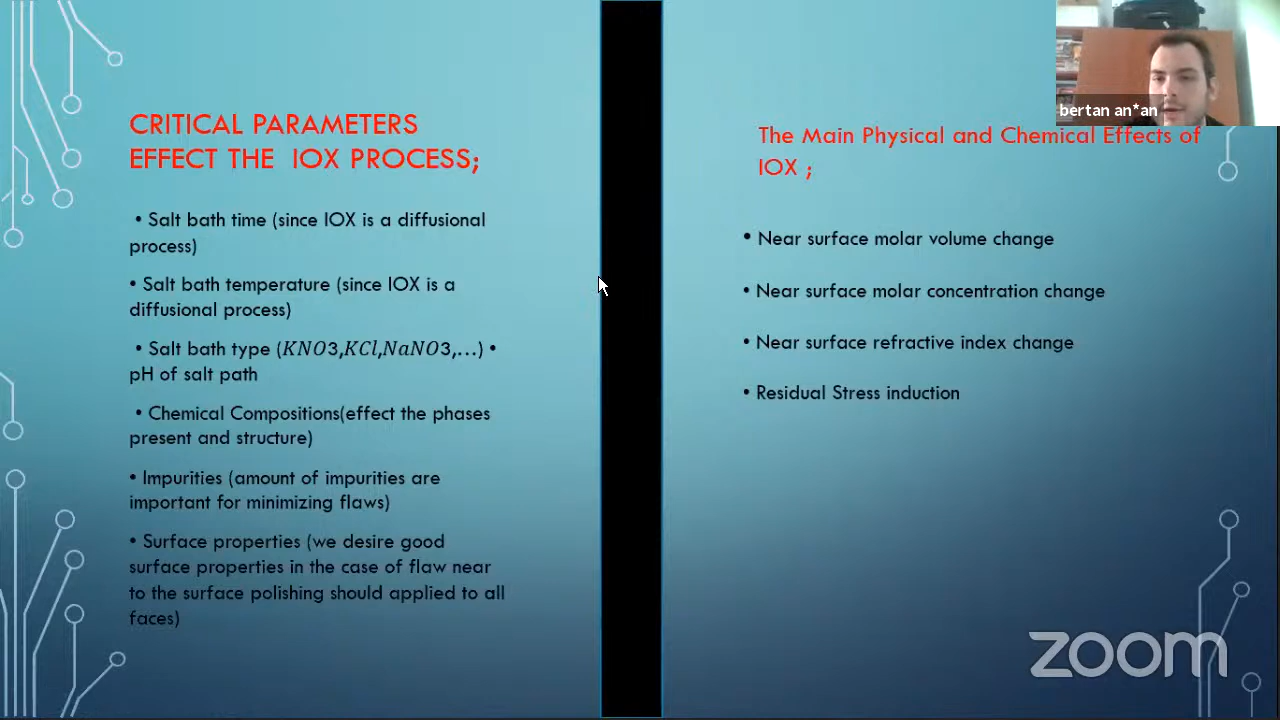 CRITICAL PARAMETERS
EFFECT THE IOX PROCESS;
• Salt bath time (since IOX is a diffusional
process)
• Salt bath temperature (since IOX is a
diffusional process)
• Salt bath type (KNO3,KCl,NaNO3,…) •
pH of salt path
• Chemical Compositions(effect the phases
present and structure)
• Impurities (amount of impurities are
important for minimizing flaws)
• Surface properties (we desire good
surface properties in the case of flaw near
to the surface polishing should applied to all
faces)
The Main Physical and Chemical Effects of
IOX ;
• Near surface molar volume change
• Near surface molar concentration change
• Near surface refractive index change
• Residual Stress induction
bertan an*an
zoom